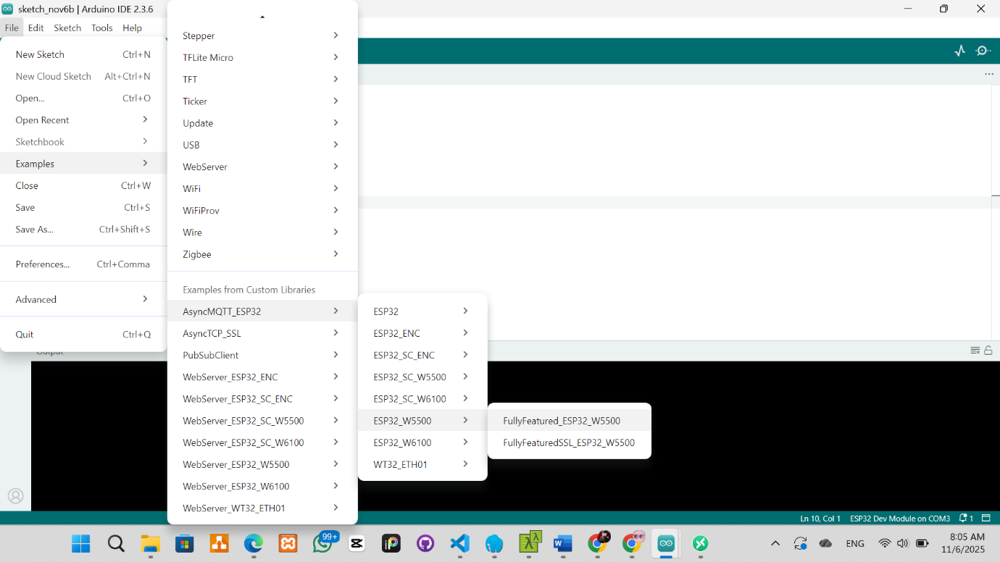 sketch_nov6b | Arduino IDE 2.3.6
File Edit Sketch Tools Help
New Sketch Ctrl+N
New Cloud Sketch Alt+Ctrl+N
Open... Ctrl+O
Open Recent
Sketchbook
Examples
Close Ctrl+W
Save Ctrl+S
Save As... Ctrl+Shift+S
Preferences... Ctrl+Comma
Advanced
Quit Ctrl+Q
Stepper
TFLite Micro
TFT
Ticker
Update
USB
WebServer
WiFi
WiFiProv
Wire
Zigbee
Examples from Custom Libraries
AsyncMQTT_ESP32
AsyncTCP_SSL
PubSubClient
WebServer_ESP32_ENC
WebServer_ESP32_SC_ENC
WebServer_ESP32_SC_W5500
WebServer_ESP32_SC_W6100
WebServer_ESP32_W5500
WebServer_ESP32_W6100
WebServer_WT32_ETH01
ESP32
ESP32_ENC
ESP32_SC_ENC
ESP32_SC_W5500
ESP32_SC_W6100
ESP32_W5500
ESP32_W6100
WT32_ETH01
FullyFeatured_ESP32_W5500
FullyFeaturedSSL_ESP32_W5500
Output
Ln 10, Col 1 ESP32 Dev Module on COM3 1
99+
ENG
8:05 AM
11/6/2025